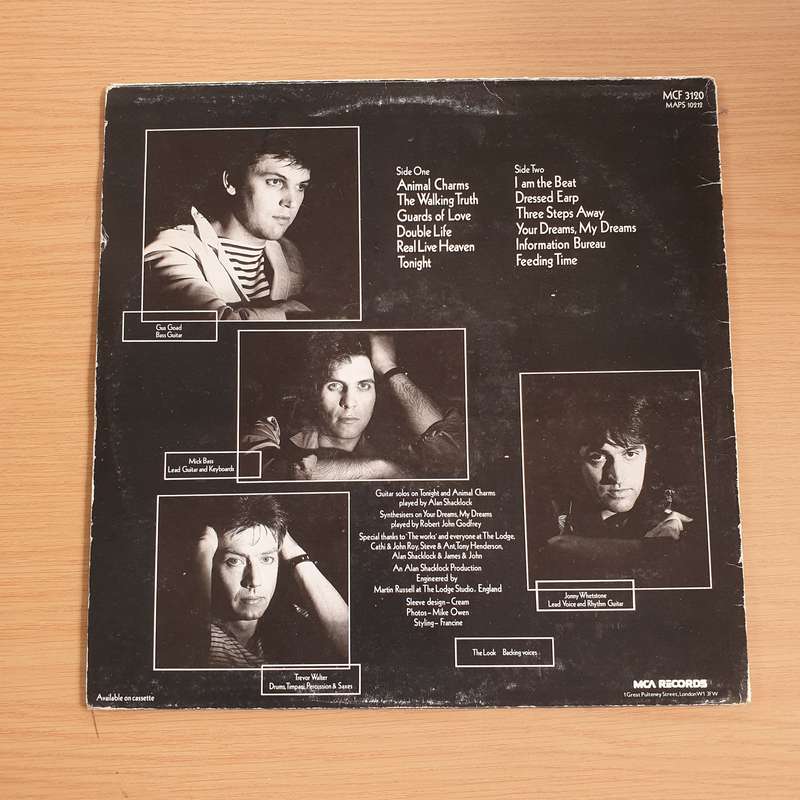 MCF 3120
MAPS 10212
Side One
Animal Charms
The Walking Truth
Guards of Love
Double Life
Real Live Heaven
Tonight
Side Two
I am the Beat
Dressed Earp
Three Steps Away
Your Dreams, My Dreams
Information Bureau
Feeding Time
Gus Goad
Bass Guitar
Mick Bass
Lead Guitar and Keyboards
Guitar solos on Tonight and Animal Charms
played by Alan Shacklock
Synthesisers on Your Dreams, My Dreams
played by Robert John Godfrey
Special thanks to 'The works' and everyone at The Lodge,
Cathi & John Roy, Steve & Ant, Tony Henderson,
Alan Shacklock & James & John
An Alan Shacklock Production
Engineered by
Martin Russell at The Lodge Studio. England
Sleeve design – Cream
Photos – Mike Owen
Styling – Francine
Jonny Whetstone
Lead Voice and Rhythm Guitar
The Look Backing voices
Trevor Walter
Drums, Timpani, Percussion & Saxes
Available on cassette
MCA RECORDS
1 Great Pulteney Street, London W1 3FW